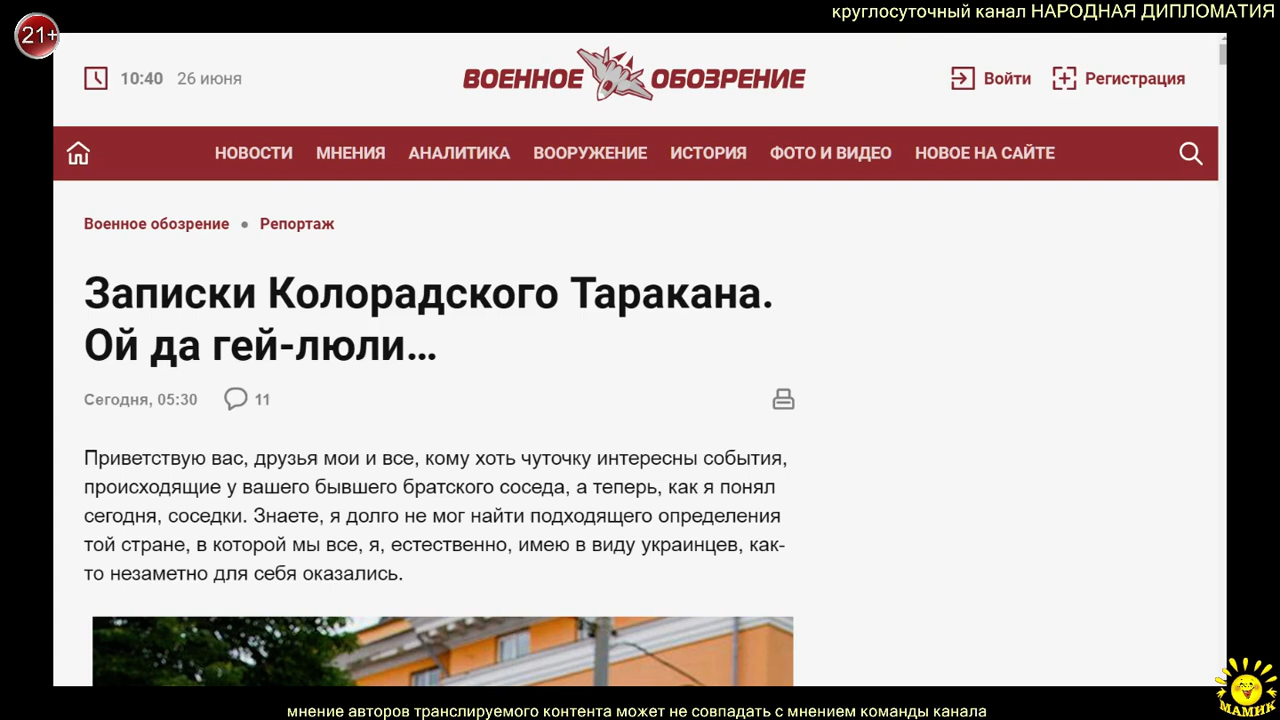 круглосуточный канал НАРОДНАЯ ДИПЛОМАТИЯ
21+
10:40 26 июня
ВОЕННОЕ ОБОЗРЕНИЕ
Войти Регистрация
НОВОСТИ МНЕНИЯ АНАЛИТИКА ВООРУЖЕНИЕ ИСТОРИЯ ФОТО И ВИДЕО НОВОЕ НА САЙТЕ
Военное обозрение • Репортаж
Записки Колорадского Таракана.
Ой да гей-люли...
Сегодня, 05:30 11
Приветствую вас, друзья мои и все, кому хоть чуточку интересны события,
происходящие у вашего бывшего братского соседа, а теперь, как я понял
сегодня, соседки. Знаете, я долго не мог найти подходящего определения
той стране, в которой мы все, я, естественно, имею в виду украинцев, как-
то незаметно для себя оказались.
МАМИК
мнение авторов транслируемого контента может не совпадать с мнением команды канала